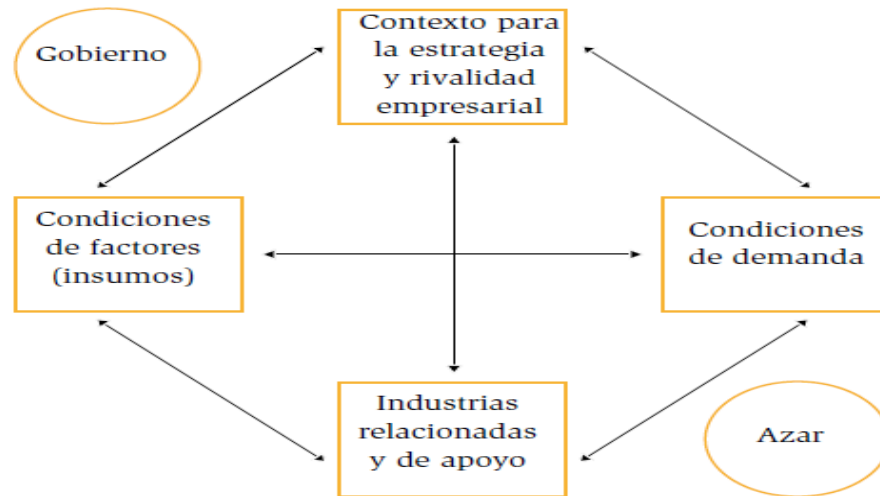 Gobierno
Contexto para
la estrategia
y rivalidad
empresarial
Condiciones
de factores
(insumos)
Condiciones
de demanda
Industrias
relacionadas
y de apoyo
Azar